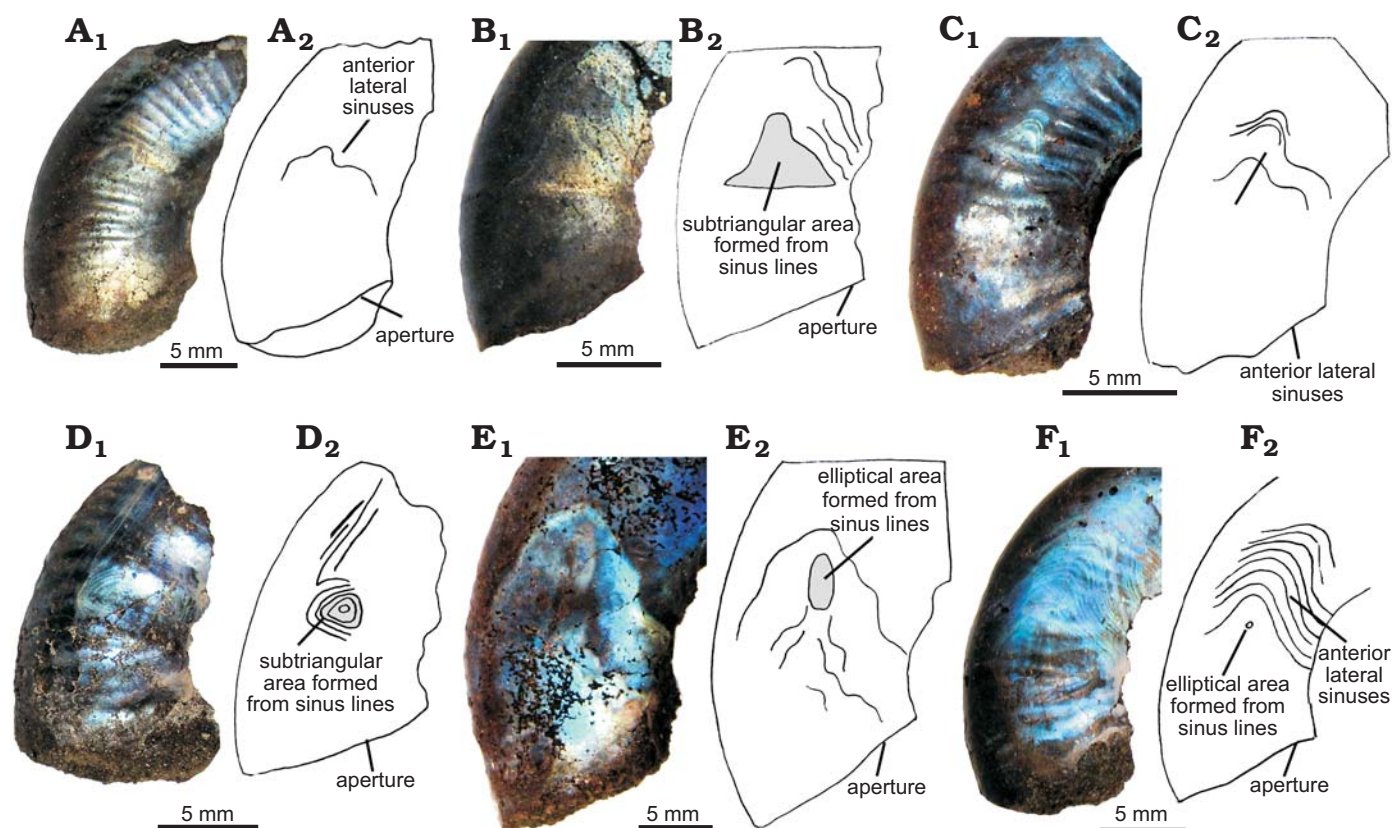 A1
A2
anterior
lateral
sinuses
aperture
5 mm
B1
B2
subtriangular area
formed from
sinus lines
aperture
C1
C2
anterior lateral
sinuses
5 mm
D1
D2
subtriangular
area formed
from sinus lines
aperture
5 mm
E1
E2
elliptical area
formed from
sinus lines
aperture
5 mm
F1
F2
anterior
lateral
sinuses
elliptical area
formed from
sinus lines
aperture
5 mm